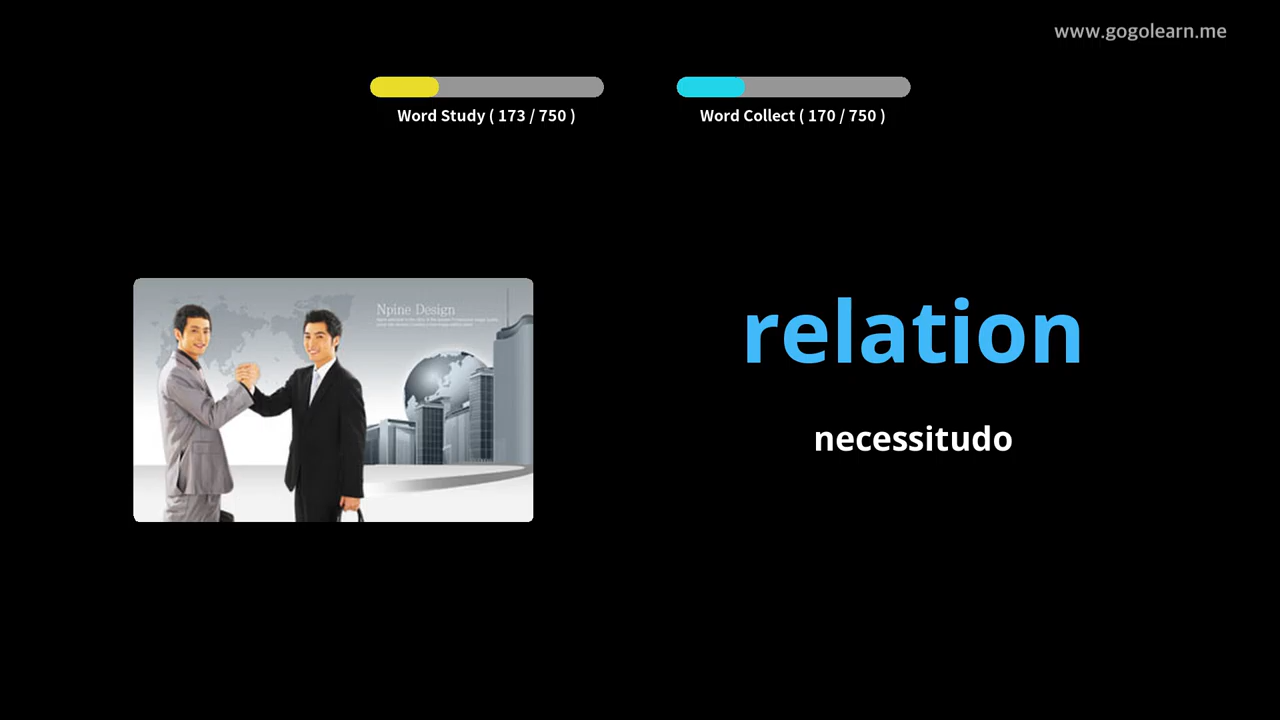 www.gogolearn.me
Word Study ( 173 / 750 )
Word Collect ( 170 / 750 )
Npine Design
relation
necessitudo